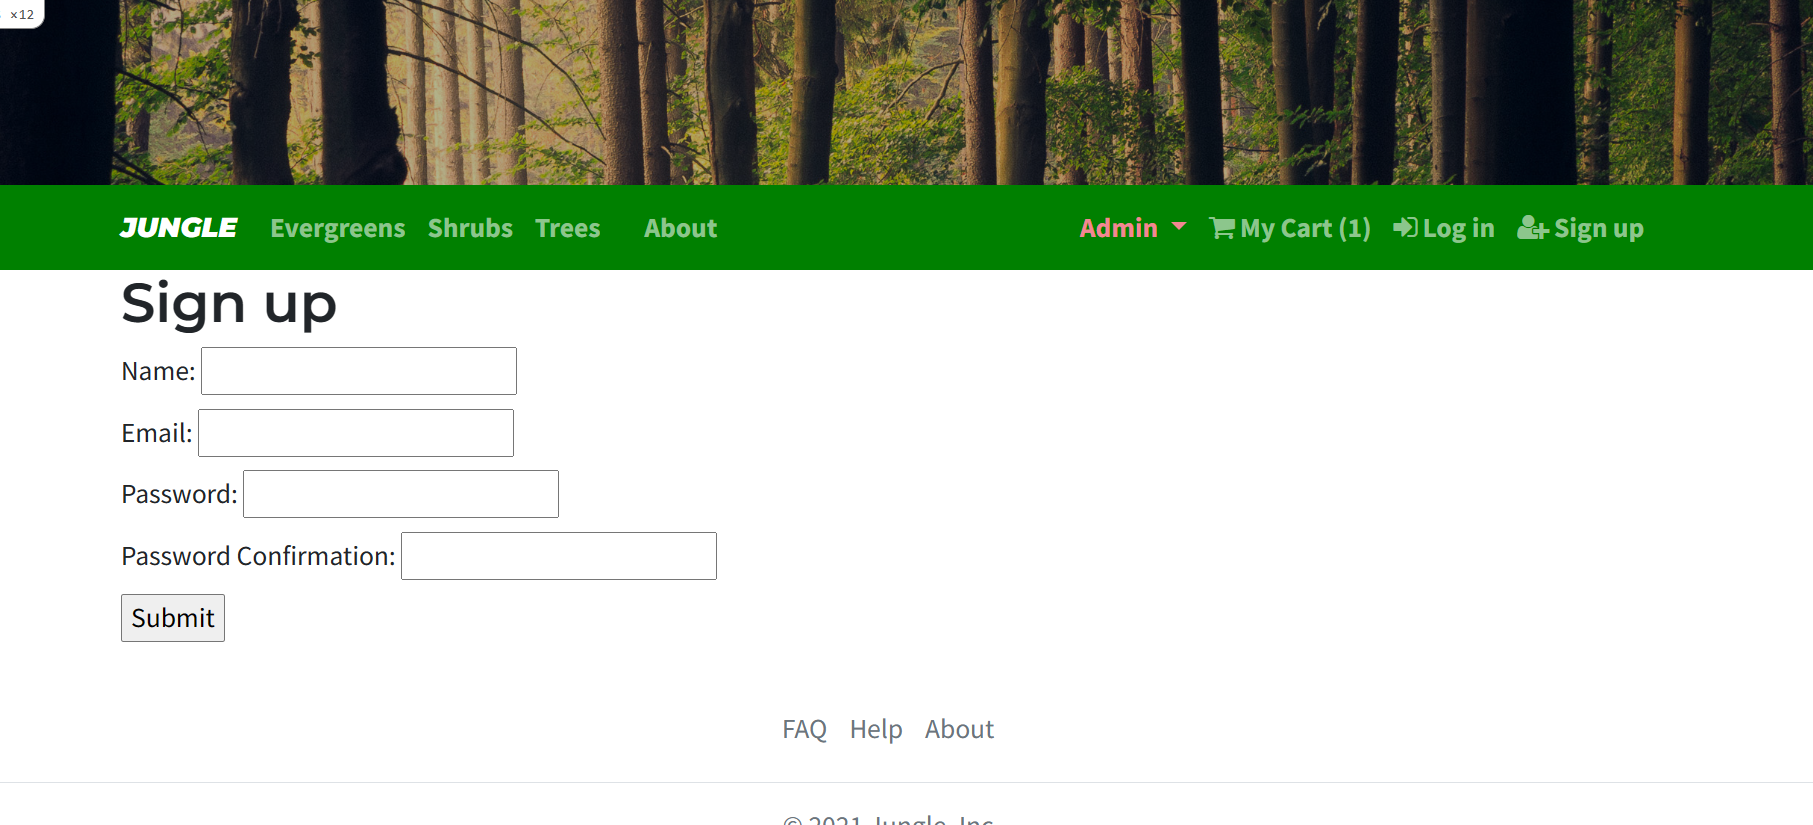 ×12
JUNGLE Evergreens Shrubs Trees About Admin My Cart (1) Log in Sign up
Sign up
Name:
Email:
Password:
Password Confirmation:
Submit
FAQ Help About
© 2021 Jungle, Inc